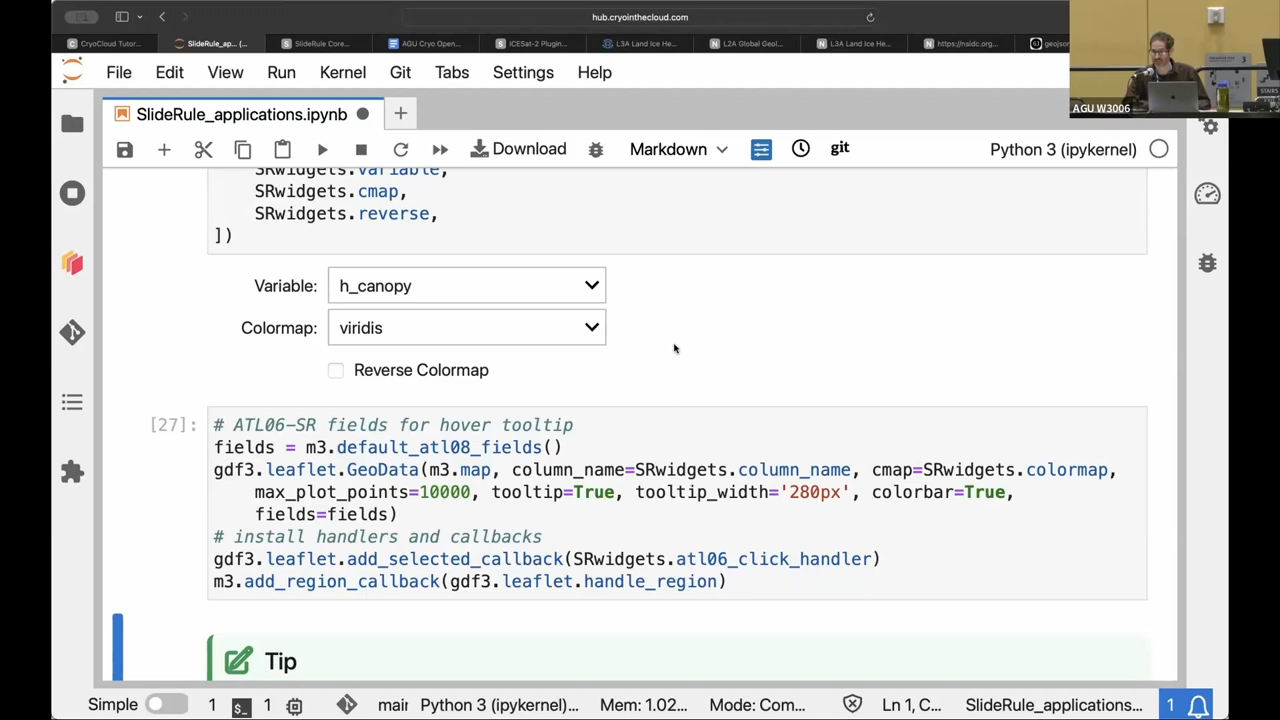 hub.cryointhecloud.com
CryoCloud Tutor...
SlideRule_ap... (...
SlideRule Core...
AGU Cryo Open...
ICESat-2 Plugin...
L3A Land Ice He...
L2A Global Geol...
L3A Land Ice He...
https://nsidc.org...
geojson
File Edit View Run Kernel Git Tabs Settings Help
AGU W3006
STAIRS
SlideRule_applications.ipynb
Download Markdown git Python 3 (ipykernel)
SRwidgets.variable,
SRwidgets.cmap,
SRwidgets.reverse,
])
Variable: h_canopy
Colormap: viridis
Reverse Colormap
[27]: # ATL06-SR fields for hover tooltip
fields = m3.default_atl08_fields()
gdf3.leaflet.GeoData(m3.map, column_name=SRwidgets.column_name, cmap=SRwidgets.colormap,
max_plot_points=10000, tooltip=True, tooltip_width='280px', colorbar=True,
fields=fields)
# install handlers and callbacks
gdf3.leaflet.add_selected_callback(SRwidgets.atl06_click_handler)
m3.add_region_callback(gdf3.leaflet.handle_region)
Tip
Simple 1 1 main Python 3 (ipykernel)... Mem: 1.02... Mode: Com... Ln 1, C... SlideRule_applications... 1